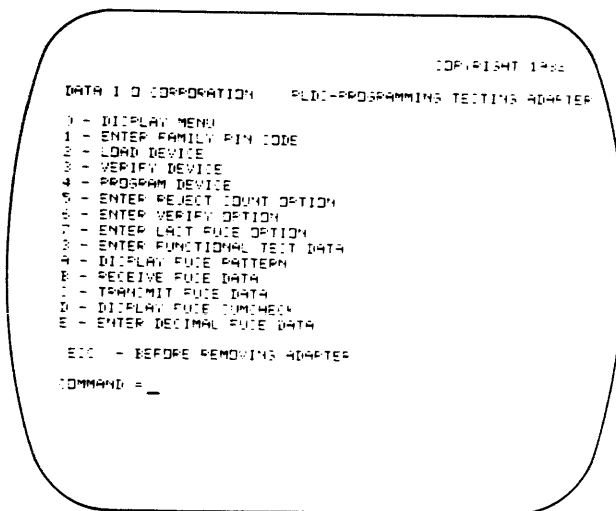 COPYRIGHT
DATA I O CORPORATION PLDS-PROGRAMMING TESTING ADAPTER
0 - DISPLAY MENU
1 - ENTER FAMILY PIN CODE
2 - LOAD DEVICE
3 - VERIFY DEVICE
4 - PROGRAM DEVICE
5 - ENTER REJECT COUNT OPTION
6 - ENTER VERIFY OPTION
7 - ENTER LAST FUSE OPTION
8 - ENTER FUNCTIONAL TEST DATA
A - DISPLAY FUSE PATTERN
B - RECEIVE FUSE DATA
C - TRANSMIT FUSE DATA
D - DISPLAY FUSE SUMCHECK
E - ENTER DECIMAL FUSE DATA
ESC - BEFORE REMOVING ADAPTER
COMMAND =_